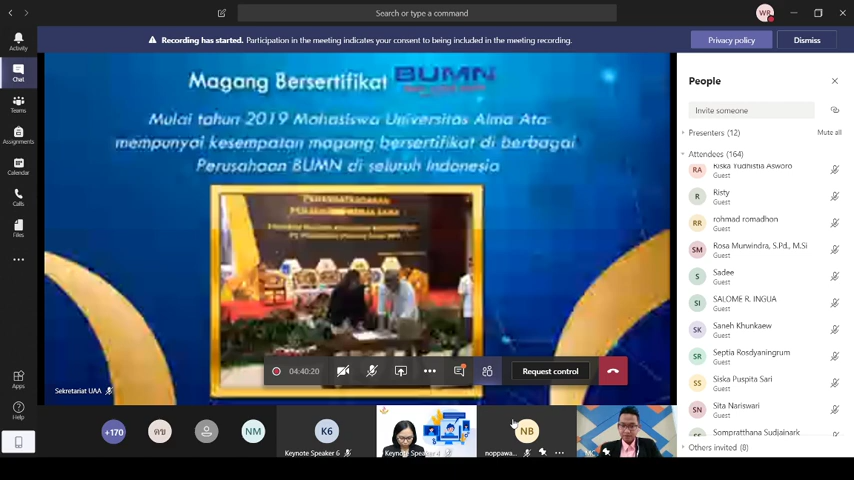 Search or type a command
WR
Recording has started. Participation in the meeting indicates your consent to being included in the meeting recording.
Privacy policy
Dismiss
Activity
Chat
Teams
Assignments
Calendar
Calls
Files
Apps
Help
Magang Bersertifikat BUMN
Mulai tahun 2019 Mahasiswa Universitas Alma Ata
mempunyai kesempatan magang bersertifikat di berbagai
Perusahaan BUMN di seluruh Indonesia
04:40:20
Request control
Sekretariat UAA
+170
ดข
NM
K6
Keynote Speaker 6
Keynote Speaker 4
NB
noppawa...
MC
People
Invite someone
Presenters (12)
Mute all
Attendees (164)
RA
Riska Yudhistia Asworo
Guest
R
Risty
Guest
RR
rohmad romadhon
Guest
SM
Rosa Murwindra, S.Pd., M.Si
Guest
S
Sadee
Guest
SI
SALOME R. INGUA
Guest
SK
Saneh Khunkaew
Guest
SR
Septia Rosdyaningrum
Guest
SS
Siska Puspita Sari
Guest
SN
Sita Nariswari
Guest
Sompratthana Sudjainark
Others invited (8)